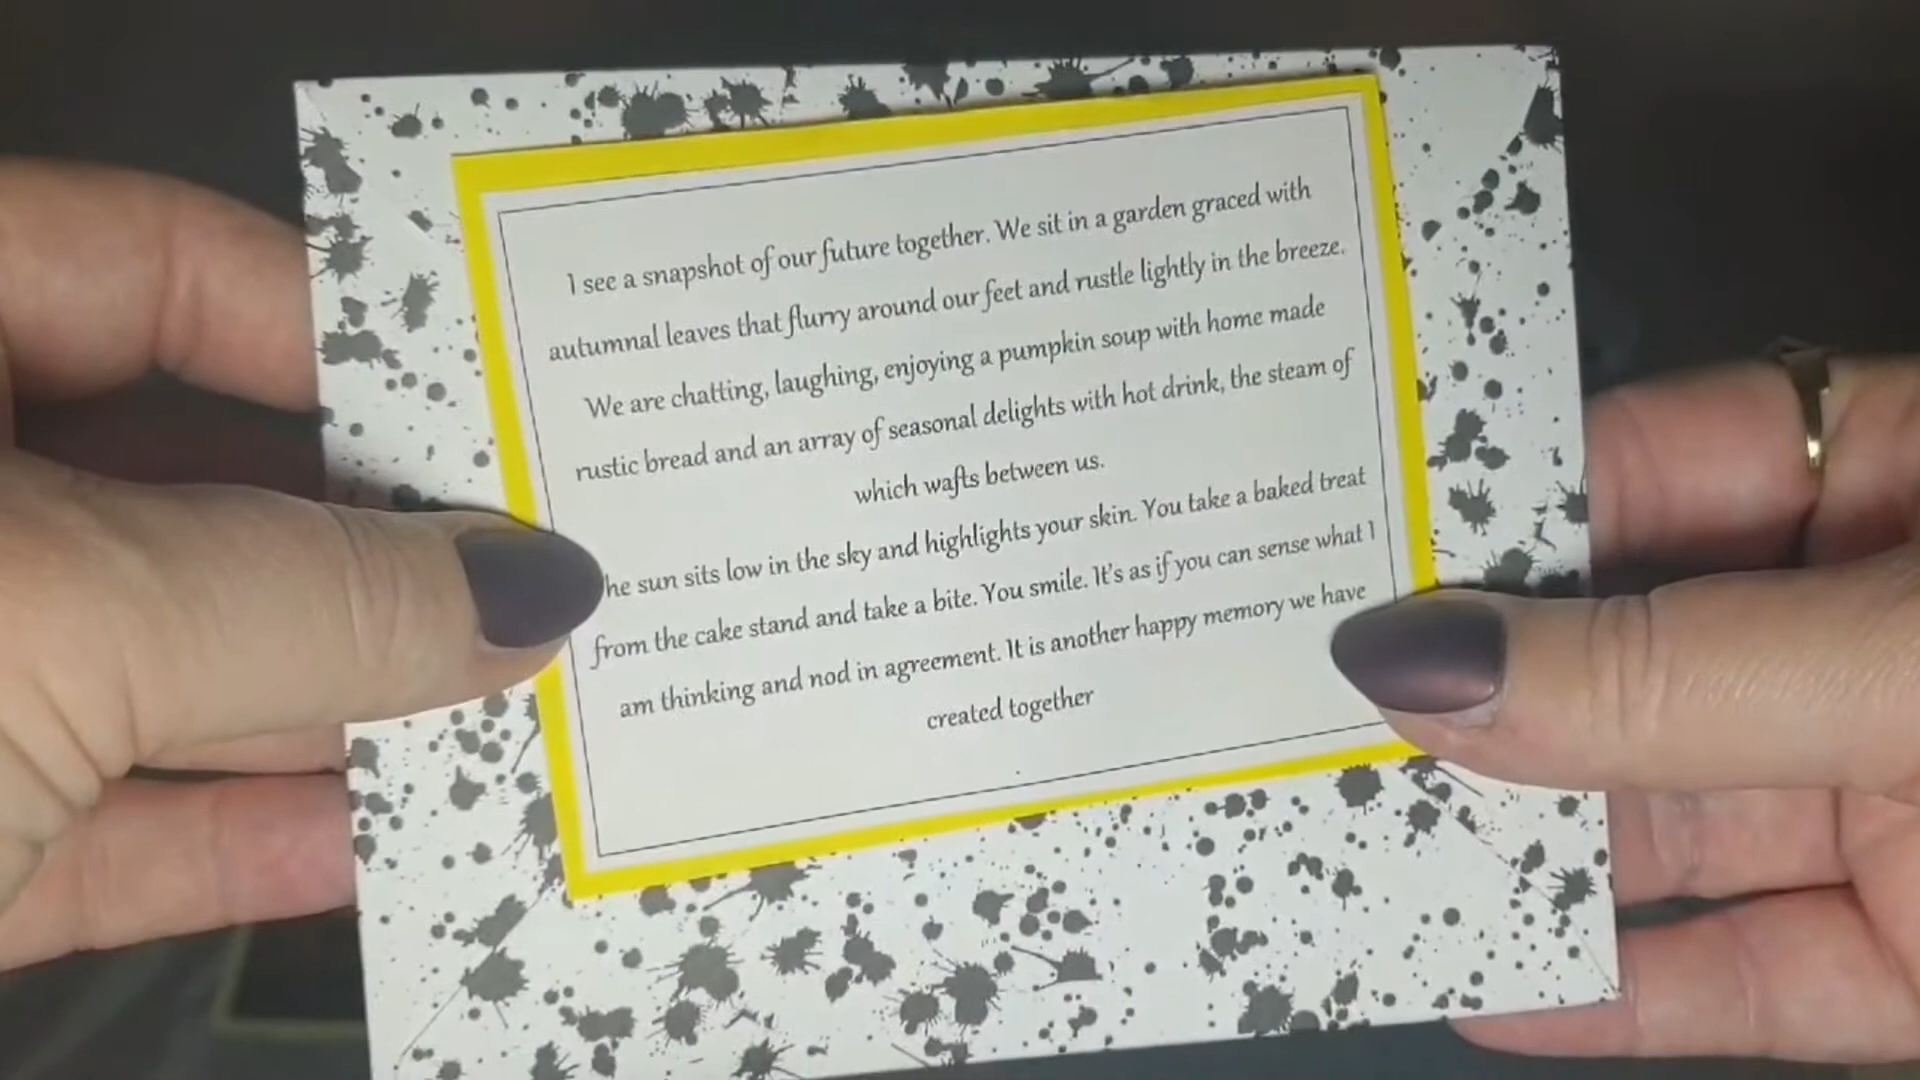 I see a snapshot of our future together. We sit in a garden graced with
autumnal leaves that flurry around our feet and rustle lightly in the breeze.
We are chatting, laughing, enjoying a pumpkin soup with home made
rustic bread and an array of seasonal delights with hot drink, the steam of
which wafts between us.
he sun sits low in the sky and highlights your skin. You take a baked treat
from the cake stand and take a bite. You smile. It's as if you can sense what I
am thinking and nod in agreement. It is another happy memory we have
created together